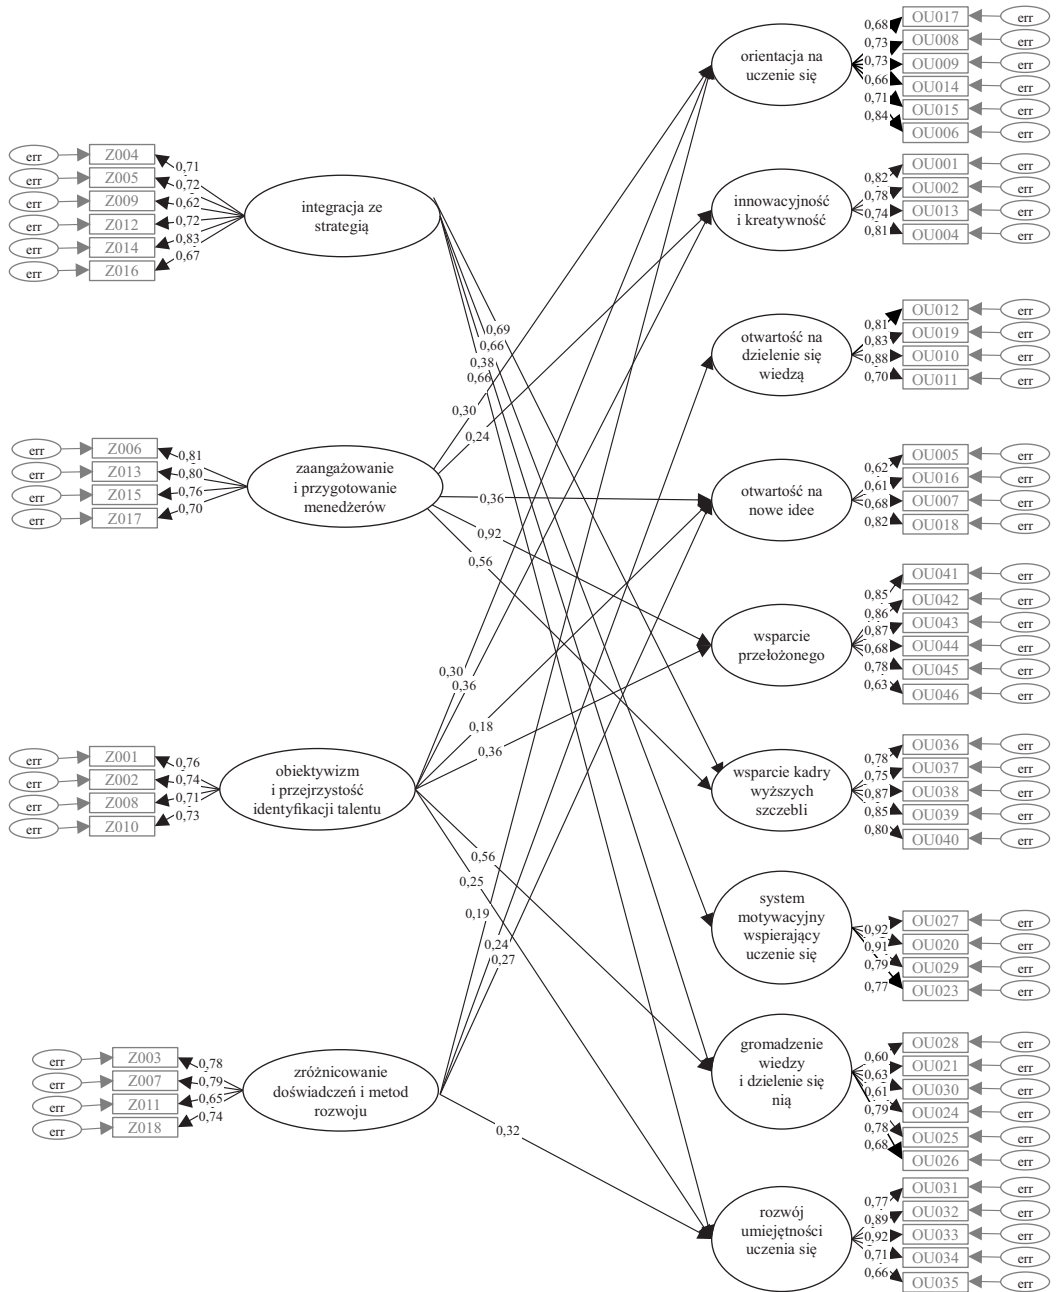 orientacja na
uczenie się
0,68
0,73
0,73
0,66
0,71
0,84
OU017
err
OU008
err
OU009
err
OU014
err
OU015
err
OU006
err
err
Z004
0,71
err
Z005
0,72
err
Z009
0,62
err
Z012
0,72
err
Z014
0,83
err
Z016
0,67
integracja ze
strategią
innowacyjność
i kreatywność
0,82
0,78
0,74
0,81
OU001
err
OU002
err
OU013
err
OU004
err
0,69
0,66
0,38
0,66
otwartość na
dzielenie się
wiedzą
0,81
0,83
0,88
0,70
OU012
err
OU019
err
OU010
err
OU011
err
0,30
0,24
err
Z006
0,81
err
Z013
0,80
err
Z015
0,76
err
Z017
0,70
zaangażowanie
i przygotowanie
menedżerów
0,36
0,92
0,56
otwartość na
nowe idee
0,62
0,61
0,68
0,82
OU005
err
OU016
err
OU007
err
OU018
err
wsparcie
przełożonego
0,85
0,86
0,87
0,68
0,78
0,63
OU041
err
OU042
err
OU043
err
OU044
err
OU045
err
OU046
err
0,30
0,36
0,18
0,36
err
Z001
0,76
err
Z002
0,74
err
Z008
0,71
err
Z010
0,73
obiektywizm
i przejrzystość
identyfikacji talentu
wsparcie kadry
wyższych
szczebli
0,78
0,75
0,87
0,85
0,80
OU036
err
OU037
err
OU038
err
OU039
err
OU040
err
0,56
0,25
0,19
0,24
0,27
system
motywacyjny
wspierający
uczenie się
0,92
0,91
0,79
0,77
OU027
err
OU020
err
OU029
err
OU023
err
err
Z003
0,78
err
Z007
0,79
err
Z011
0,65
err
Z018
0,74
zróżnicowanie
doświadczeń i metod
rozwoju
gromadzenie
wiedzy
i dzielenie się
nią
0,60
0,63
0,61
0,79
0,78
0,68
OU028
err
OU021
err
OU030
err
OU024
err
OU025
err
OU026
err
0,32
rozwój
umiejętności
uczenia się
0,77
0,89
0,92
0,71
0,66
OU031
err
OU032
err
OU033
err
OU034
err
OU035
err